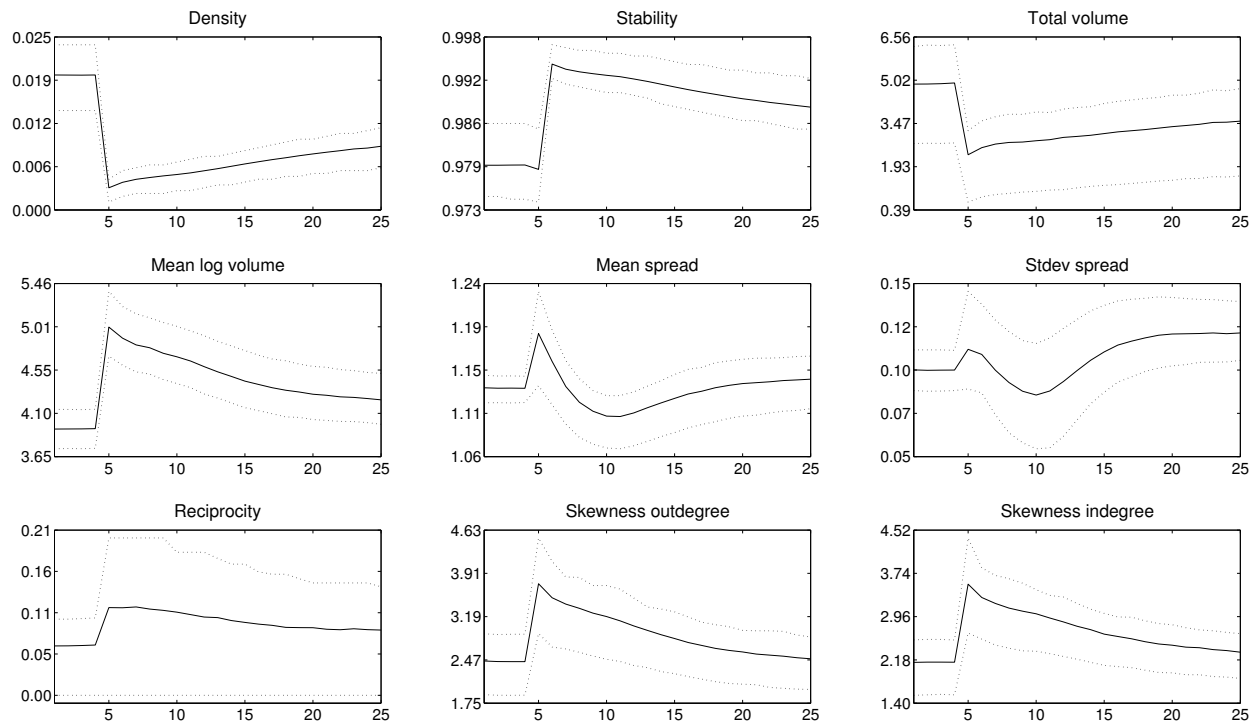 Density
0.025
0.019
0.012
0.006
0.000
5 10 15 20 25
Stability
0.998
0.992
0.986
0.979
0.973
5 10 15 20 25
Total volume
6.56
5.02
3.47
1.93
0.39
5 10 15 20 25
Mean log volume
5.46
5.01
4.55
4.10
3.65
5 10 15 20 25
Mean spread
1.24
1.19
1.15
1.11
1.06
5 10 15 20 25
Stdev spread
0.15
0.12
0.10
0.07
0.05
5 10 15 20 25
Reciprocity
0.21
0.16
0.11
0.05
0.00
5 10 15 20 25
Skewness outdegree
4.63
3.91
3.19
2.47
1.75
5 10 15 20 25
Skewness indegree
4.52
3.74
2.96
2.18
1.40
5 10 15 20 25